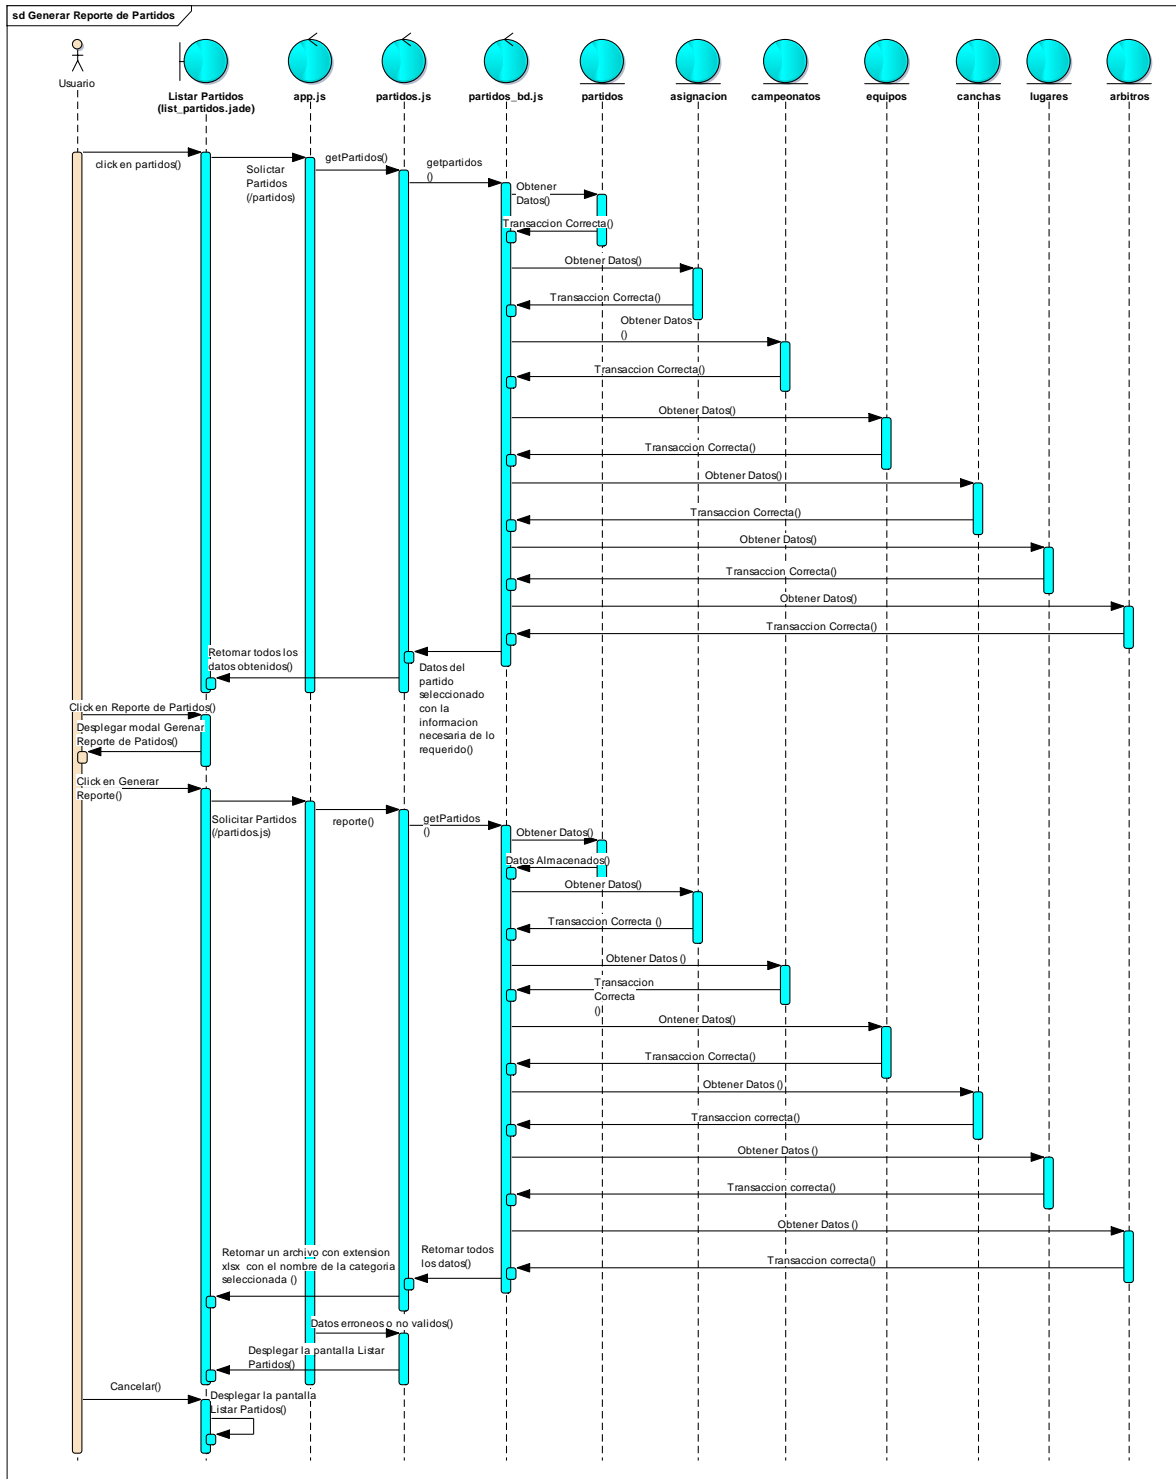 sd Generar Reporte de Partidos
Usuario
Listar Partidos
(list_partidos.jade)
app.js
partidos.js
partidos_bd.js
partidos
asignacion
campeonatos
equipos
canchas
lugares
arbitros
click en partidos()
Solictar
Partidos
(/partidos)
getPartidos()
getpartidos
()
Obtener
Datos()
Transaccion Correcta()
Obtener Datos()
Transaccion Correcta()
Obtener Datos
()
Transaccion Correcta()
Obtener Datos()
Transaccion Correcta()
Obtener Datos()
Transaccion Correcta()
Obtener Datos()
Transaccion Correcta()
Obtener Datos()
Transaccion Correcta()
Datos del
partido
seleccionado
con la
informacion
necesaria de lo
requerido()
Retornar todos los
datos obtenidos()
Click en Reporte de Partidos()
Desplegar modal Gerenar
Reporte de Patidos()
Click en Generar
Reporte()
Solicitar Partidos
(/partidos.js)
reporte()
getPartidos
()
Obtener Datos()
Datos Almacenados()
Obtener Datos()
Transaccion Correcta ()
Obtener Datos ()
Transaccion
Correcta
()
Ontener Datos()
Transaccion Correcta()
Obtener Datos ()
Transaccion correcta()
Obtener Datos ()
Transaccion correcta()
Obtener Datos ()
Transaccion correcta()
Retornar todos
los datos()
Retornar un archivo con extension
xlsx con el nombre de la categoria
seleccionada ()
Datos erroneos o no validos()
Desplegar la pantalla Listar
Partidos()
Cancelar()
Desplegar la pantalla
Listar Partidos()